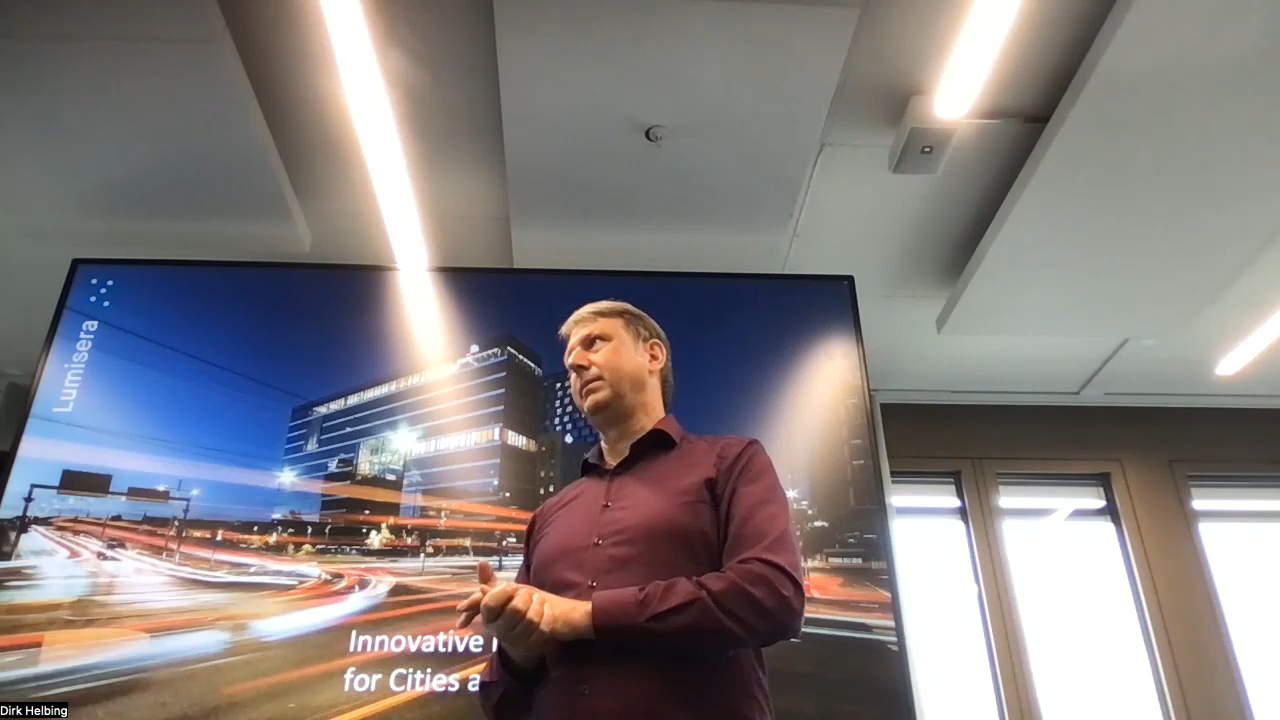 Lumisera
Innovative
for Cities a
Dirk Helbing